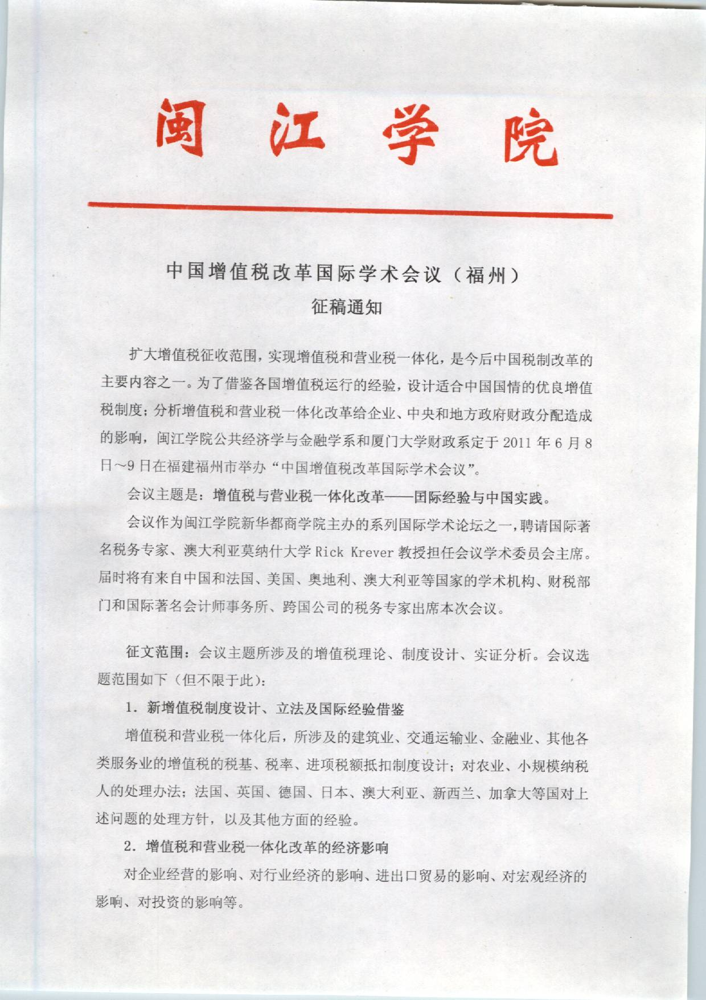 闽江学院
中国增值税改革国际学术会议（福州）
征稿通知
扩大增值税征收范围，实现增值税和营业税一体化，是今后中国税制改革的
主要内容之一。为了借鉴各国增值税运行的经验，设计适合中国国情的优良增值
税制度；分析增值税和营业税一体化改革给企业、中央和地方政府财政分配造成
的影响，闽江学院公共经济学与金融学系和厦门大学财政系定于 2011 年 6 月 8
日～9 日在福建福州市举办“中国增值税改革国际学术会议”。
会议主题是：增值税与营业税一体化改革——国际经验与中国实践。
会议作为闽江学院新华都商学院主办的系列国际学术论坛之一，聘请国际著
名税务专家、澳大利亚莫纳什大学 Rick Krever 教授担任会议学术委员会主席。
届时将有来自中国和法国、美国、奥地利、澳大利亚等国家的学术机构、财税部
门和国际著名会计师事务所、跨国公司的税务专家出席本次会议。
征文范围：会议主题所涉及的增值税理论、制度设计、实证分析。会议选
题范围如下（但不限于此）：
1．新增值税制度设计、立法及国际经验借鉴
增值税和营业税一体化后，所涉及的建筑业、交通运输业、金融业、其他各
类服务业的增值税的税基、税率、进项税额抵扣制度设计；对农业、小规模纳税
人的处理办法；法国、英国、德国、日本、澳大利亚、新西兰、加拿大等国对上
述问题的处理方针，以及其他方面的经验。
2．增值税和营业税一体化改革的经济影响
对企业经营的影响、对行业经济的影响、进出口贸易的影响、对宏观经济的
影响、对投资的影响等。